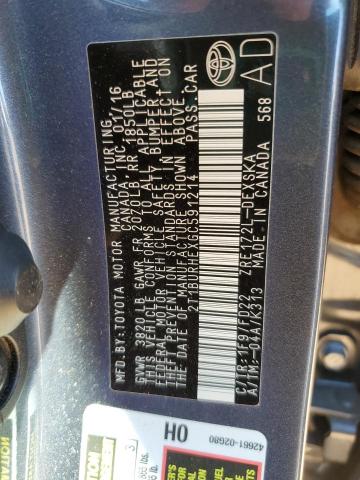 MFD. BY: TOYOTA MOTOR MANUFACTURING
CANADA, INC. 01/16
GVWR 3820LB GAWR FR 2070LB, RR 1850LB
THIS VEHICLE CONFORMS TO ALL APPLICABLE
FEDERAL MOTOR VEHICLE SAFETY, BUMPER, AND
THEFT PREVENTION STANDARDS IN EFFECT ON
THE DATE OF MANUFACTURE SHOWN ABOVE.
2T1BURHEXGC591214 PASS. CAR
C/TR: 1F9/FD22 ZRE172L-DEXSKA
A/TM: -04A/K313 MADE IN CANADA 568
AD
OH
42661-02G80